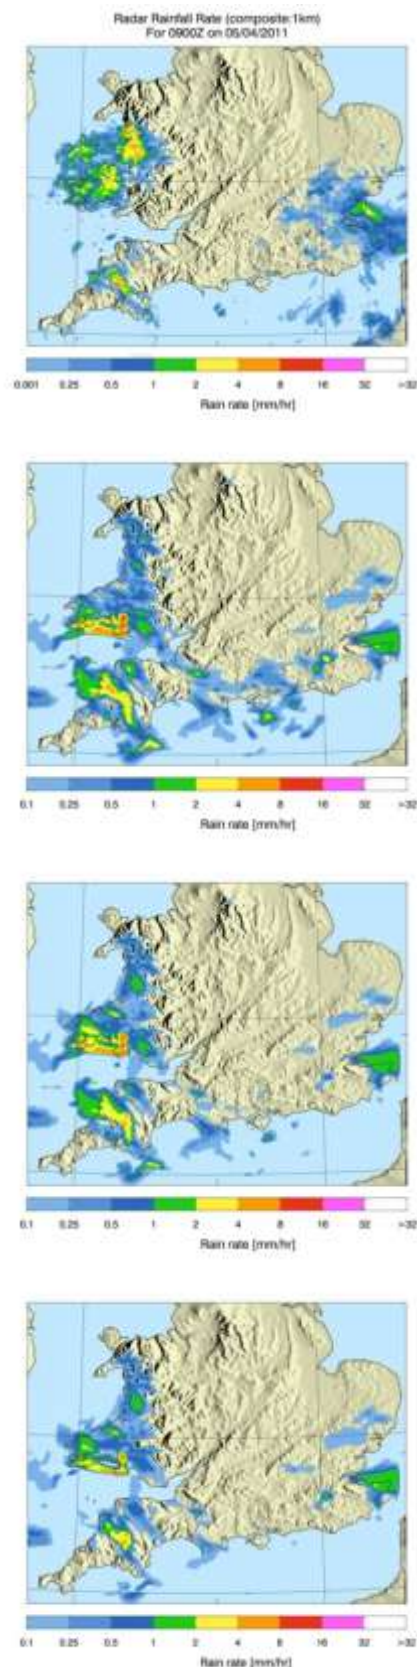 Radar Rainfall Rate (composite:1km)
For 0900Z on 05/04/2011
0.001 0.25 0.5 1 2 4 8 16 32 >32
Rain rate [mm/hr]
0.1 0.25 0.5 1 2 4 8 16 32 >32
Rain rate [mm/hr]
0.1 0.25 0.5 1 2 4 8 16 32 >32
Rain rate [mm/hr]
0.1 0.25 0.5 1 2 4 8 16 32 >32
Rain rate [mm/hr]